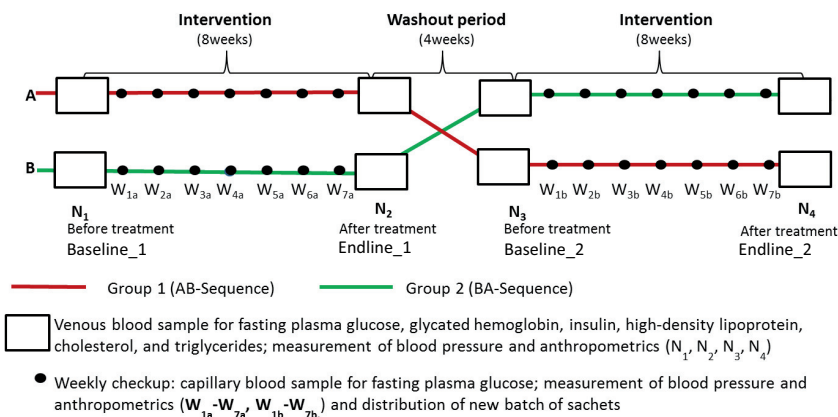 Intervention Washout period Intervention
(8weeks) (4weeks) (8weeks)
A
B
W1a W2a W3a W4a W5a W6a W7a W1b W2b W3b W4b W5b W6b W7b
N1 N2 N3 N4
Before treatment After treatment Before treatment After treatment
Baseline_1 Endline_1 Baseline_2 Endline_2
Group 1 (AB-Sequence) Group 2 (BA-Sequence)
Venous blood sample for fasting plasma glucose, glycated hemoglobin, insulin, high-density lipoprotein,
cholesterol, and triglycerides; measurement of blood pressure and anthropometrics (N1, N2, N3, N4)
Weekly checkup: capillary blood sample for fasting plasma glucose; measurement of blood pressure and
anthropometrics (W1a-W7a, W1b-W7b,) and distribution of new batch of sachets